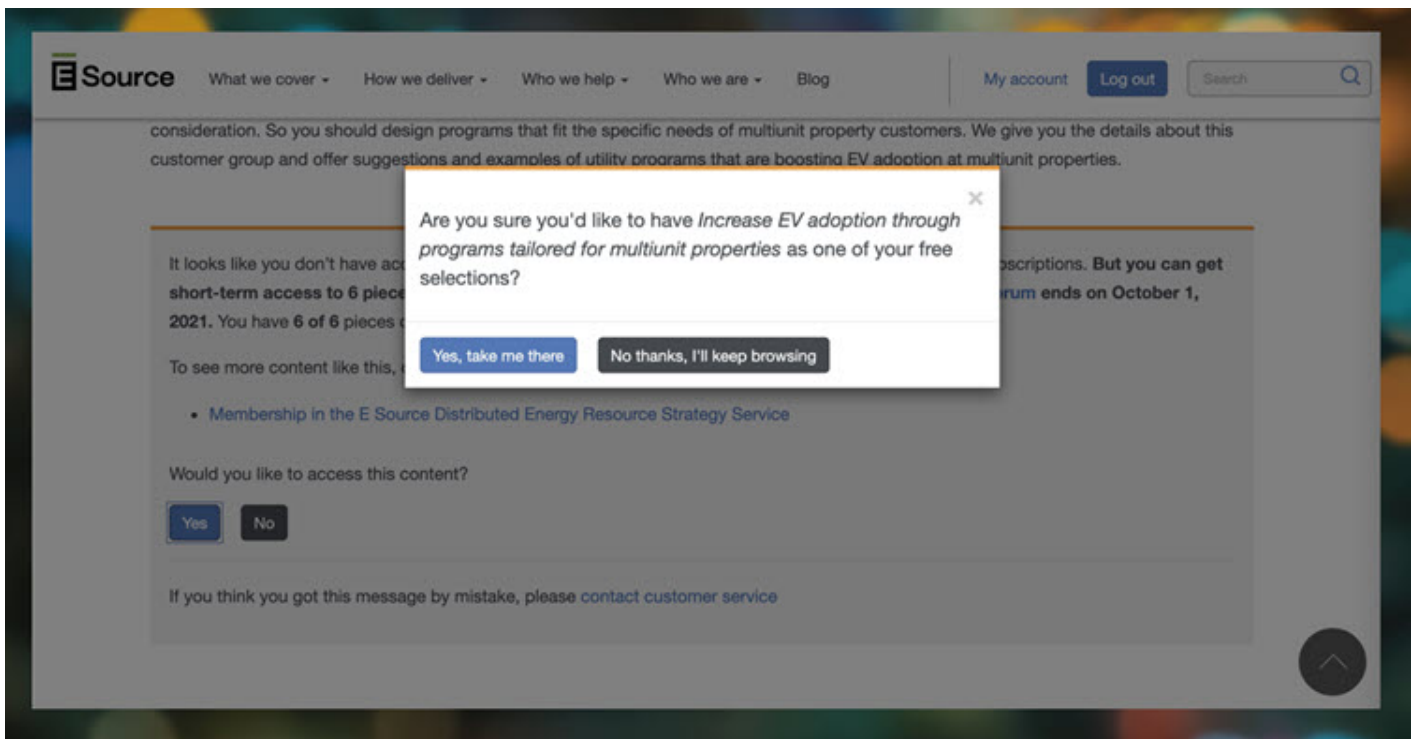 E Source What we cover How we deliver Who we help Who we are Blog My account Log out Search
consideration. So you should design programs that fit the specific needs of multiunit property customers. We give you the details about this
customer group and offer suggestions and examples of utility programs that are boosting EV adoption at multiunit properties.
×
Are you sure you'd like to have Increase EV adoption through
programs tailored for multiunit properties as one of your free
selections?
Yes, take me there No thanks, I'll keep browsing
It looks like you don't have But you can get
short-term access to 6 ends on October 1,
2021. You have 6 of 6 pieces
To see more content like this,
• Membership in the E Source Distributed Energy Resource Strategy Service
Would you like to access this content?
Yes No
If you think you got this message by mistake, please contact customer service